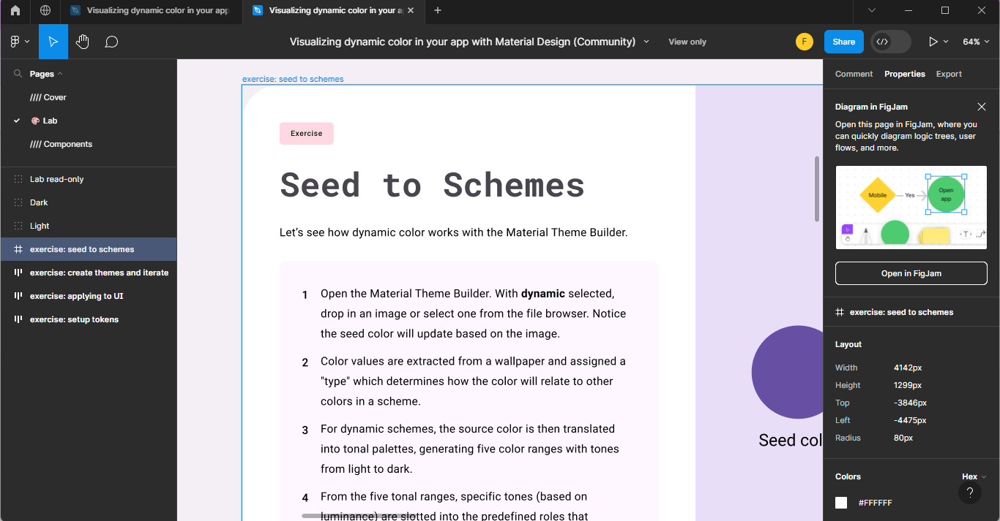 Visualizing dynamic color in your app
Visualizing dynamic color in your a
Visualizing dynamic color in your app with Material Design (Community)
View only
F
Share
64%
Pages
//// Cover
🎨 Lab
//// Components
Lab read-only
Dark
Light
exercise: seed to schemes
exercise: create themes and iterate
exercise: applying to UI
exercise: setup tokens
exercise: seed to schemes
Exercise
Seed to Schemes
Let’s see how dynamic color works with the Material Theme Builder.
1 Open the Material Theme Builder. With dynamic selected,
drop in an image or select one from the file browser. Notice
the seed color will update based on the image.
2 Color values are extracted from a wallpaper and assigned a
"type" which determines how the color will relate to other
colors in a scheme.
3 For dynamic schemes, the source color is then translated
into tonal palettes, generating five color ranges with tones
from light to dark.
4 From the five tonal ranges, specific tones (based on
luminance) are slotted into the predefined roles that
Seed col
Comment Properties Export
Diagram in FigJam
Open this page in FigJam, where you
can quickly diagram logic trees, user
flows, and more.
Mobile
Yes
Open
app
T
Open in FigJam
exercise: seed to schemes
Layout
Width 4142px
Height 1299px
Top -3846px
Left -4475px
Radius 80px
Colors
Hex
?
#FFFFFF